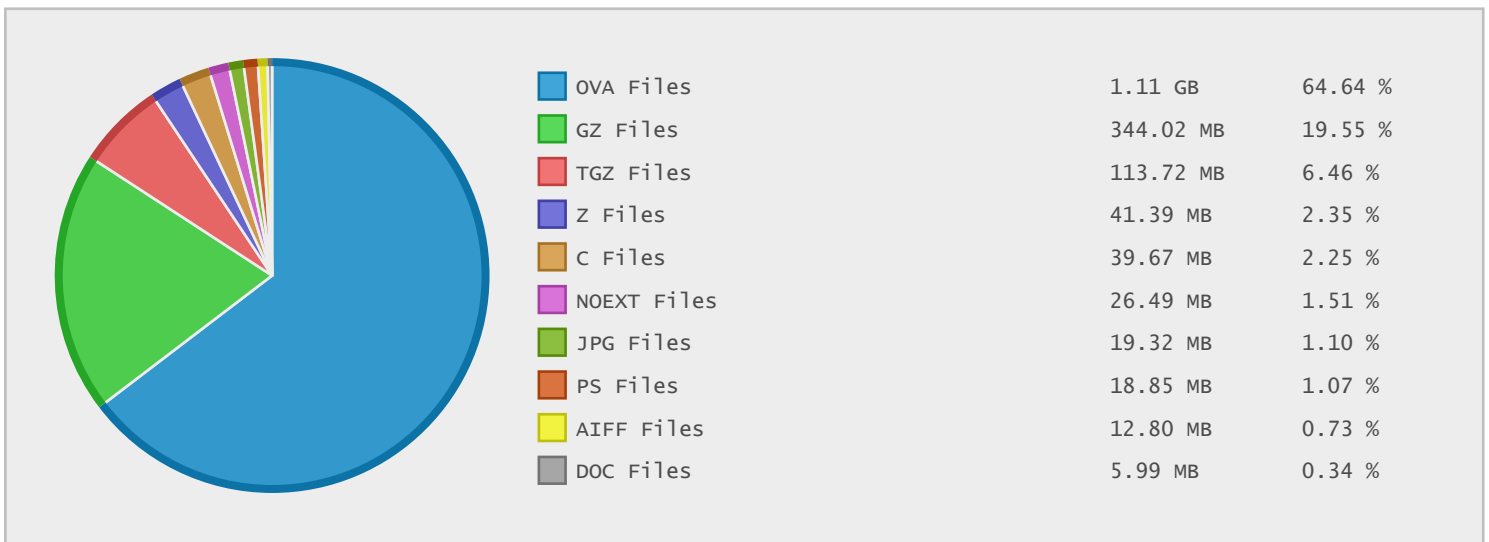 OVA Files 1.11 GB 64.64 %
GZ Files 344.02 MB 19.55 %
TGZ Files 113.72 MB 6.46 %
Z Files 41.39 MB 2.35 %
C Files 39.67 MB 2.25 %
NOEXT Files 26.49 MB 1.51 %
JPG Files 19.32 MB 1.10 %
PS Files 18.85 MB 1.07 %
AIFF Files 12.80 MB 0.73 %
DOC Files 5.99 MB 0.34 %